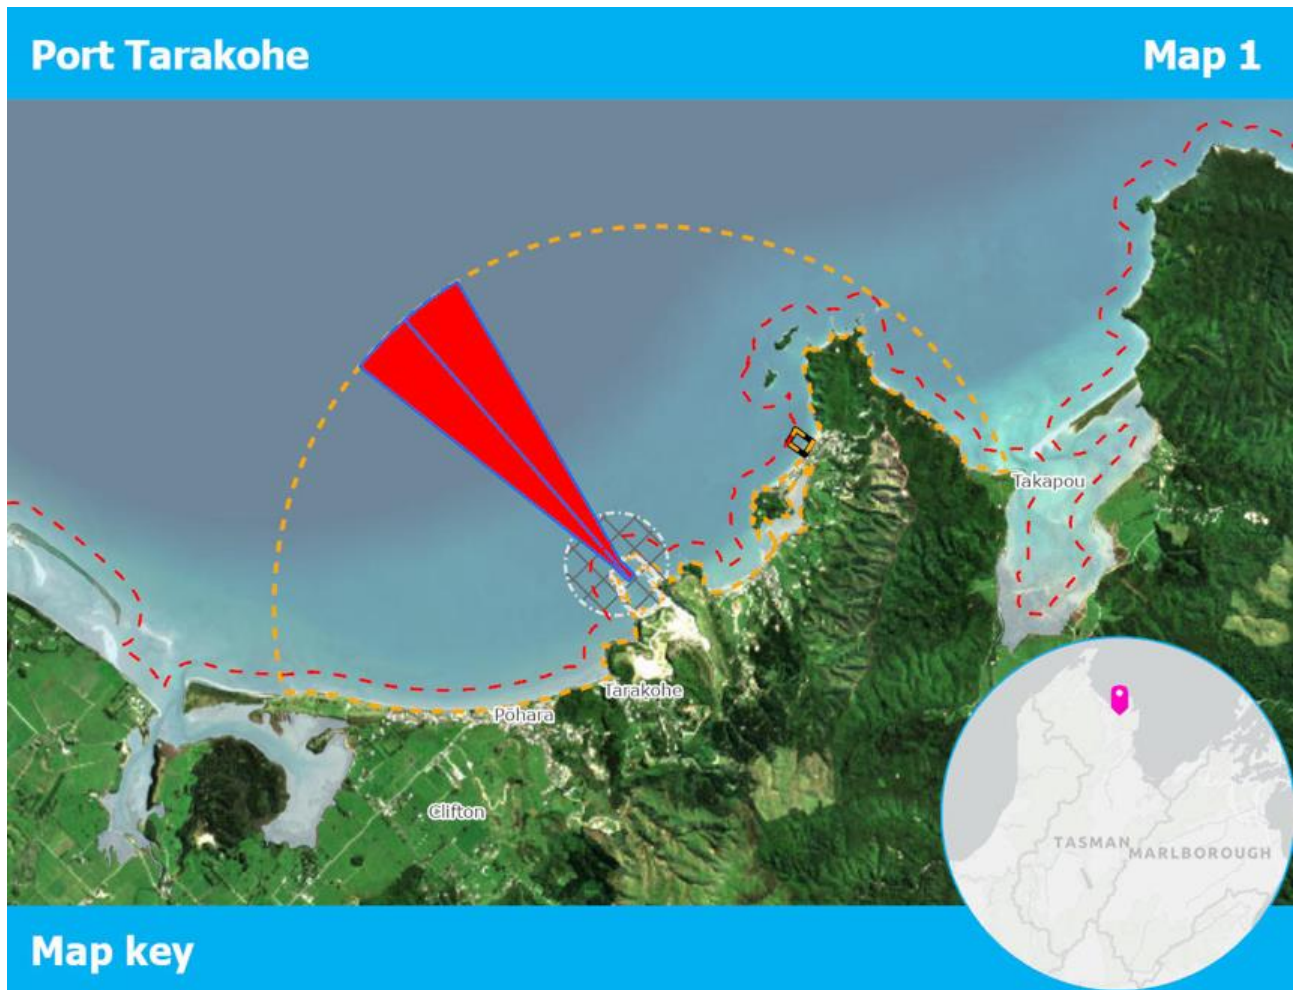 Port Tarakohe
Map 1
Takapou
Tarakohe
Pōhara
Clifton
TASMAN
MARLBOROUGH
Map key